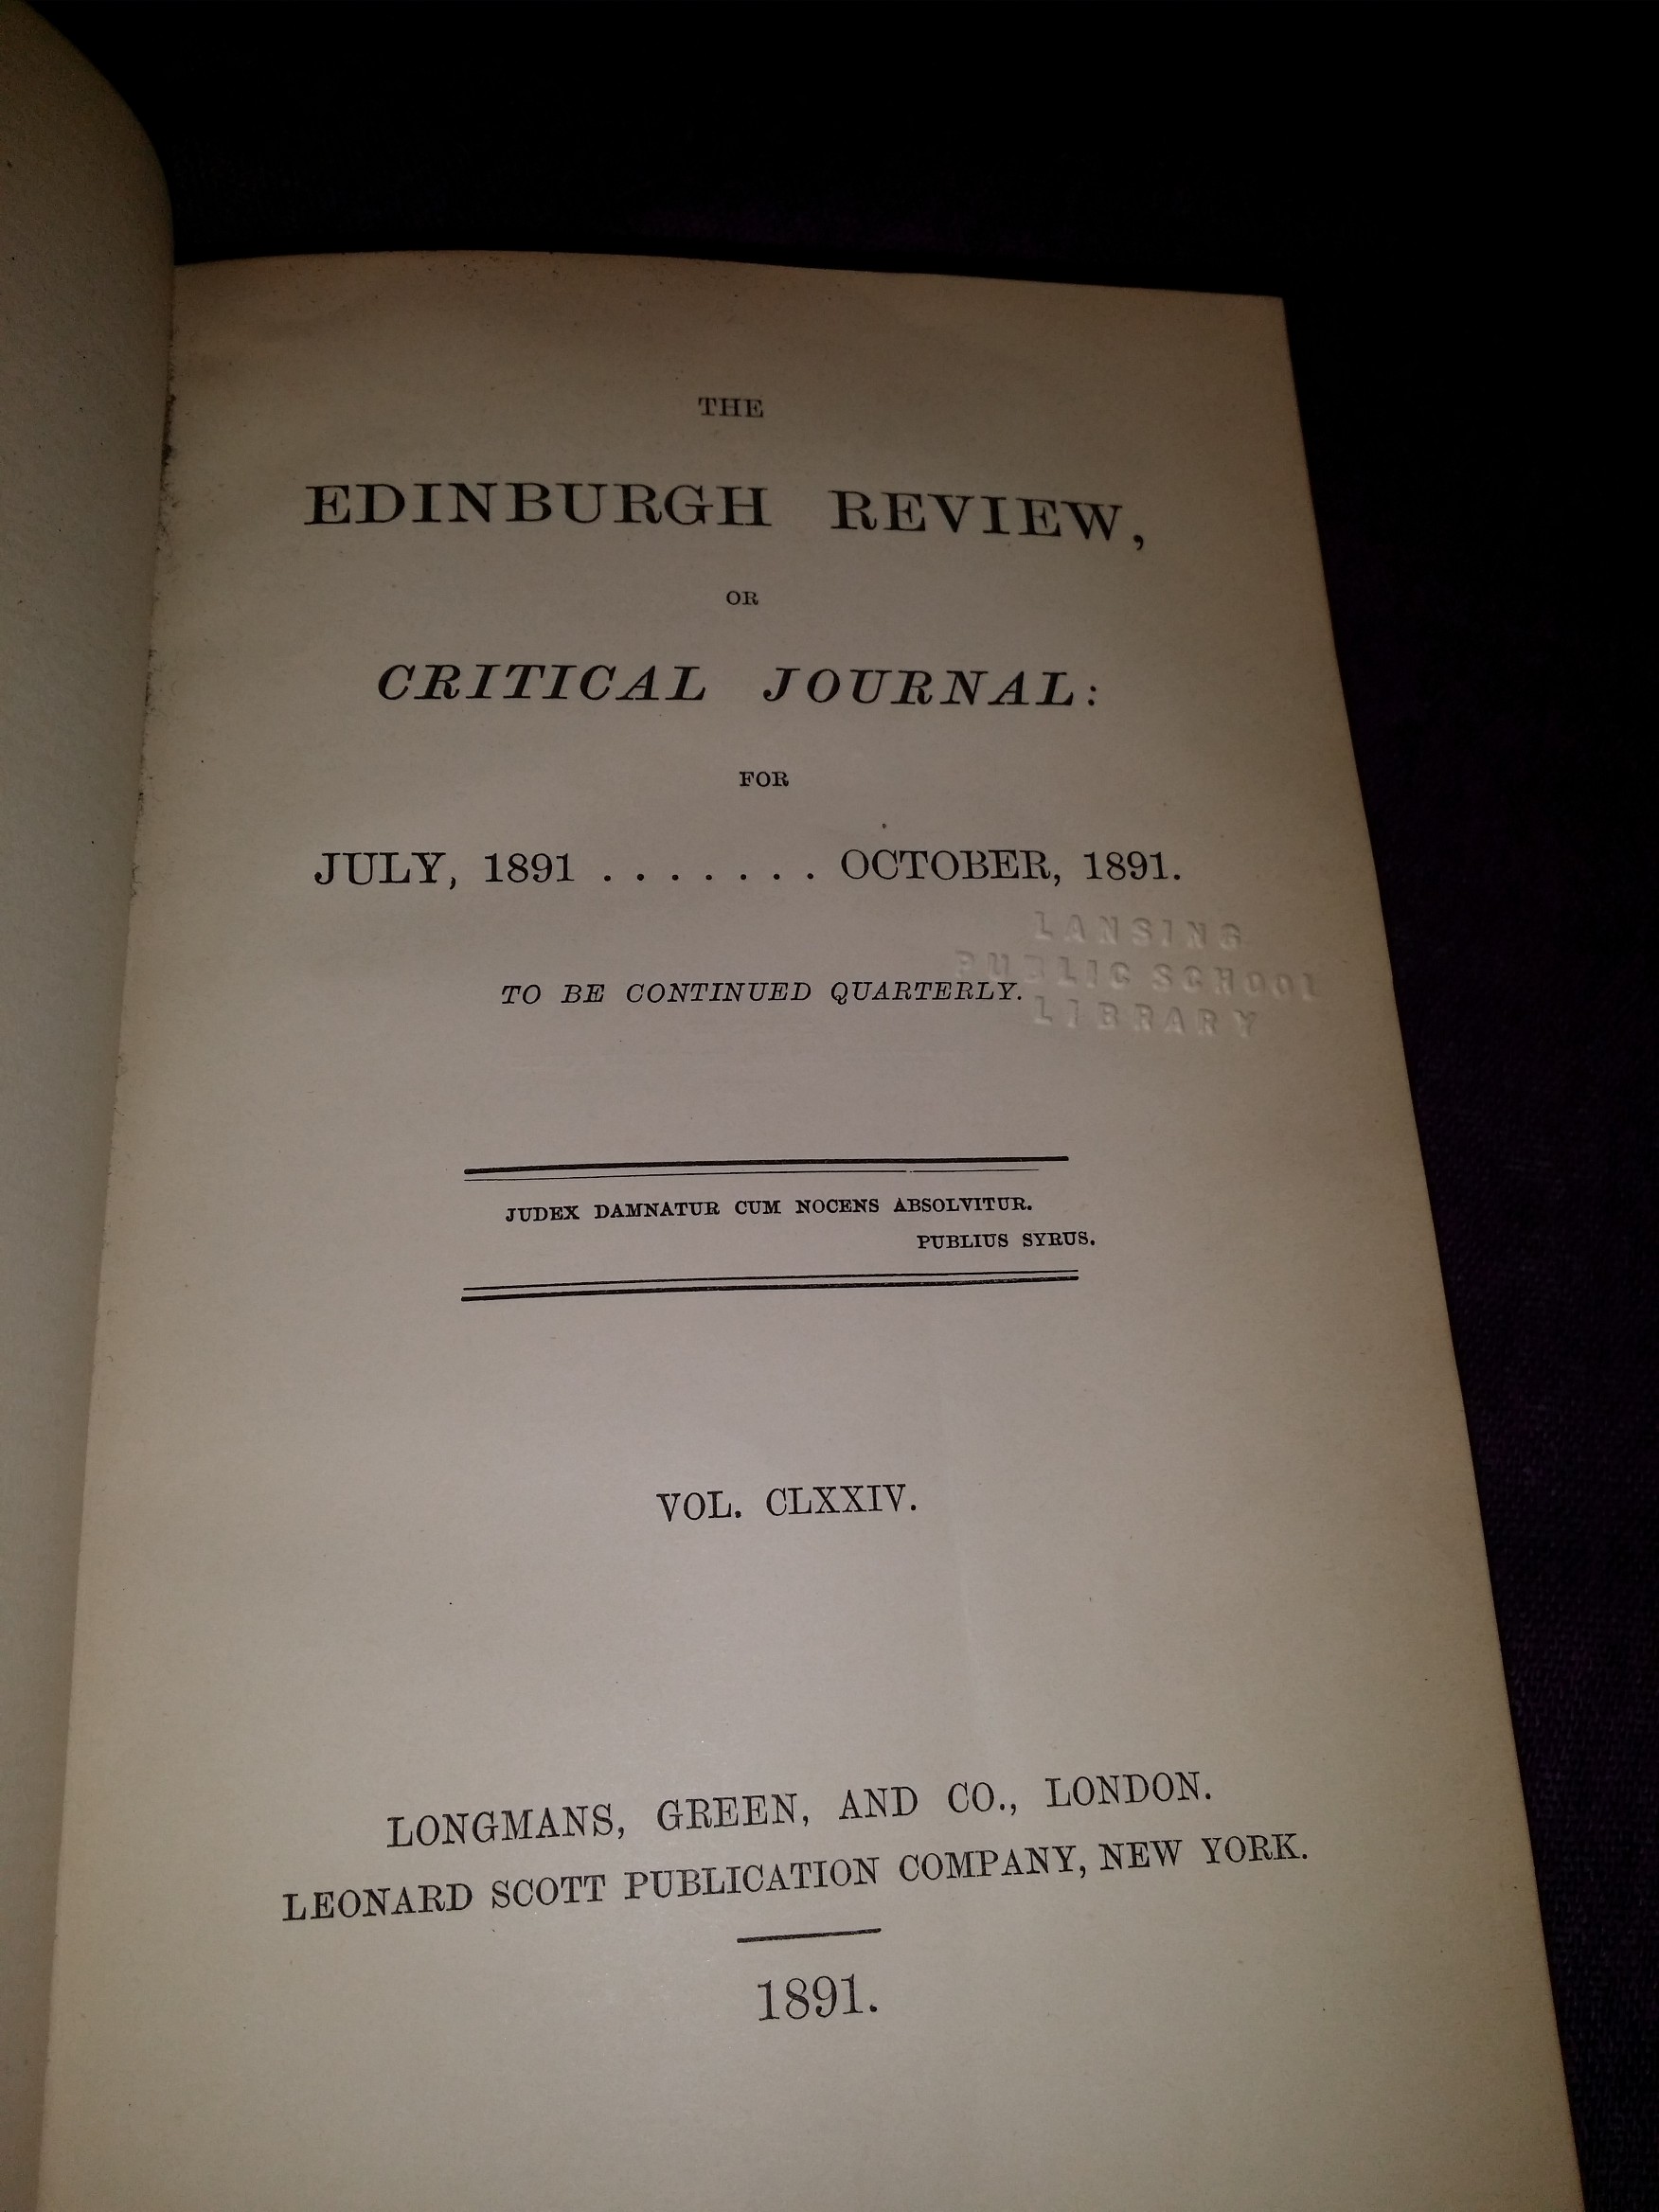 THE
EDINBURGH REVIEW,
OR
CRITICAL JOURNAL:
FOR
JULY, 1891 . . . . . . . OCTOBER, 1891.
LANSING
PUBLIC SCHOOL
LIBRARY
TO BE CONTINUED QUARTERLY.
JUDEX DAMNATUR CUM NOCENS ABSOLVITUR.
PUBLIUS SYRUS.
VOL. CLXXIV.
LONGMANS, GREEN, AND CO., LONDON.
LEONARD SCOTT PUBLICATION COMPANY, NEW YORK.
1891.